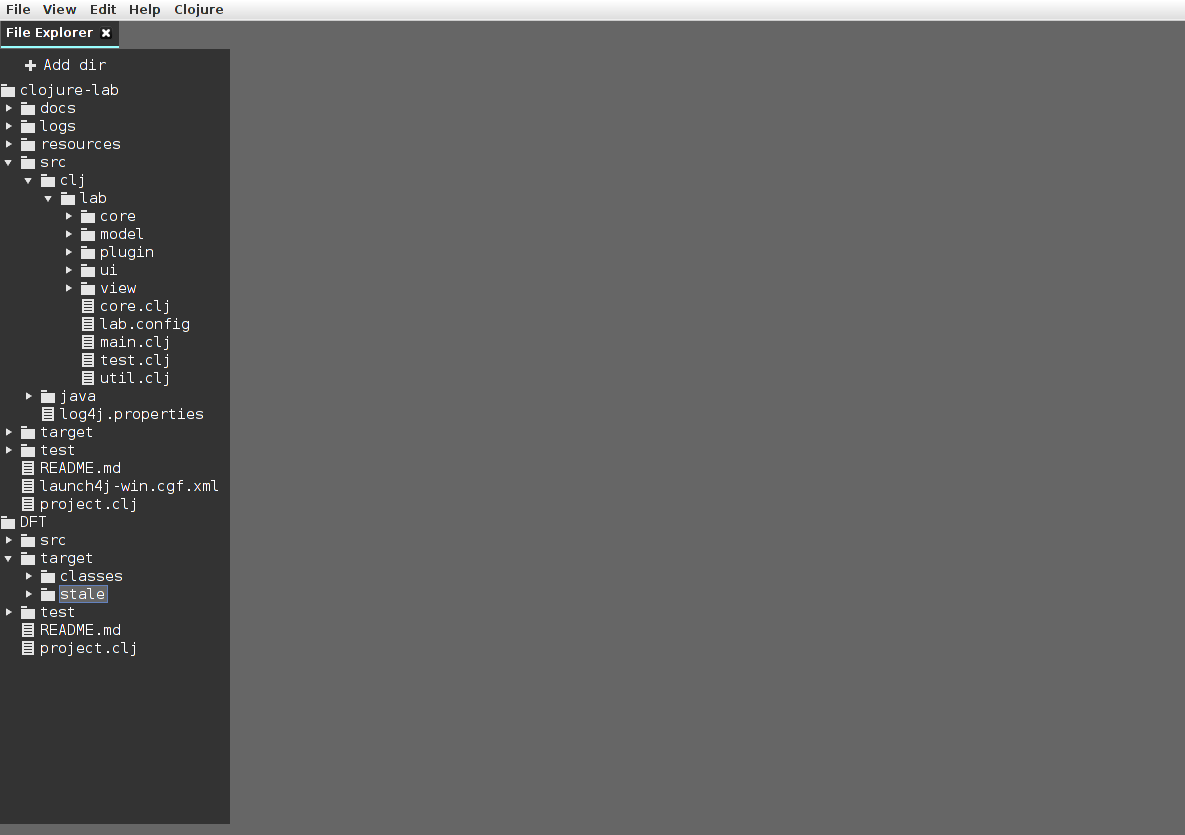 File View Edit Help Clojure
File Explorer
Add dir
clojure-lab
docs
logs
resources
src
clj
lab
core
model
plugin
ui
view
core.clj
lab.config
main.clj
test.clj
util.clj
java
log4j.properties
target
test
README.md
launch4j-win.cgf.xml
project.clj
DFT
src
target
classes
stale
test
README.md
project.clj